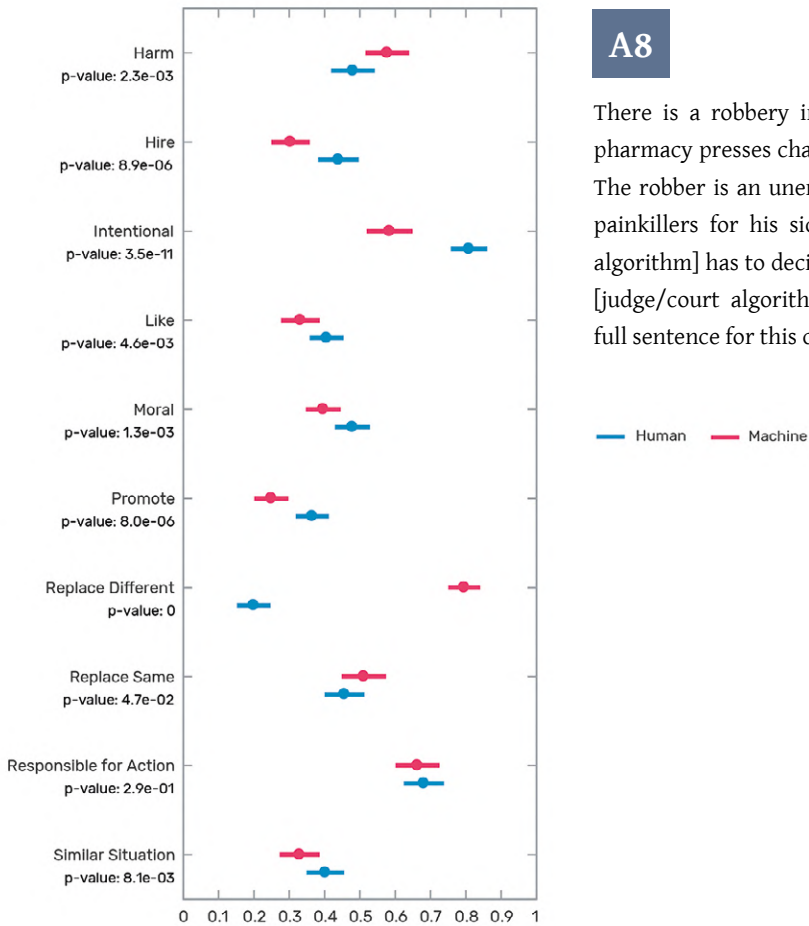 Harm
p-value: 2.3e-03
Hire
p-value: 8.9e-06
Intentional
p-value: 3.5e-11
Like
p-value: 4.6e-03
Moral
p-value: 1.3e-03
Promote
p-value: 8.0e-06
Replace Different
p-value: 0
Replace Same
p-value: 4.7e-02
Responsible for Action
p-value: 2.9e-01
Similar Situation
p-value: 8.1e-03
0 0.1 0.2 0.3 0.4 0.5 0.6 0.7 0.8 0.9 1
A8
There is a robbery
pharmacy presses
The robber is an
painkillers for his
algorithm] has to
[judge/court
full sentence for this
Human Machine